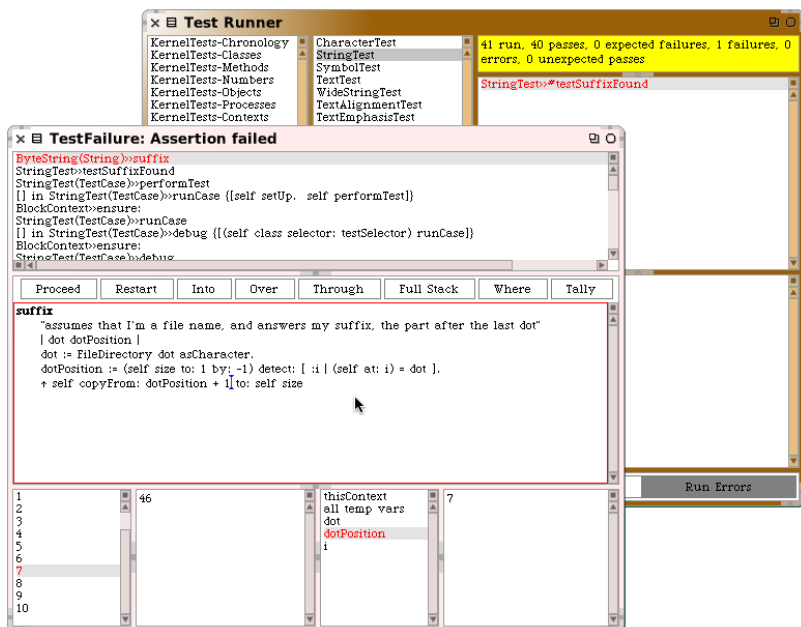 Test Runner
KernelTests-Chronology
KernelTests-Classes
KernelTests-Methods
KernelTests-Numbers
KernelTests-Objects
KernelTests-Processes
KernelTests-Contexts
CharacterTest
StringTest
SymbolTest
TextTest
WideStringTest
TextAlignmentTest
TextEmphasisTest
41 run, 40 passes, 0 expected failures, 1 failures, 0
errors, 0 unexpected passes
StringTest»#testSuffixFound
TestFailure: Assertion failed
ByteString(String)»suffix
StringTest»testSuffixFound
StringTest(TestCase)»performTest
[] in StringTest(TestCase)»runCase {[self setUp. self performTest]}
BlockContext»ensure:
StringTest(TestCase)»runCase
[] in StringTest(TestCase)»debug {[(self class selector: testSelector) runCase]}
BlockContext»ensure:
StringTest(TestCase)»debug
Proceed Restart Into Over Through Full Stack Where Tally
suffix
"assumes that I'm a file name, and answers my suffix, the part after the last dot"
| dot dotPosition |
dot := FileDirectory dot asCharacter.
dotPosition := (self size to: 1 by: -1) detect: [ :i | (self at: i) = dot ].
↑ self copyFrom: dotPosition + 1 to: self size
Run Errors
1
2
3
4
5
6
7
8
9
10
46
thisContext
all temp vars
dot
dotPosition
i
7